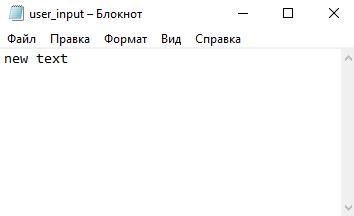 user_input – Блокнот
Файл Правка Формат Вид Справка
new text